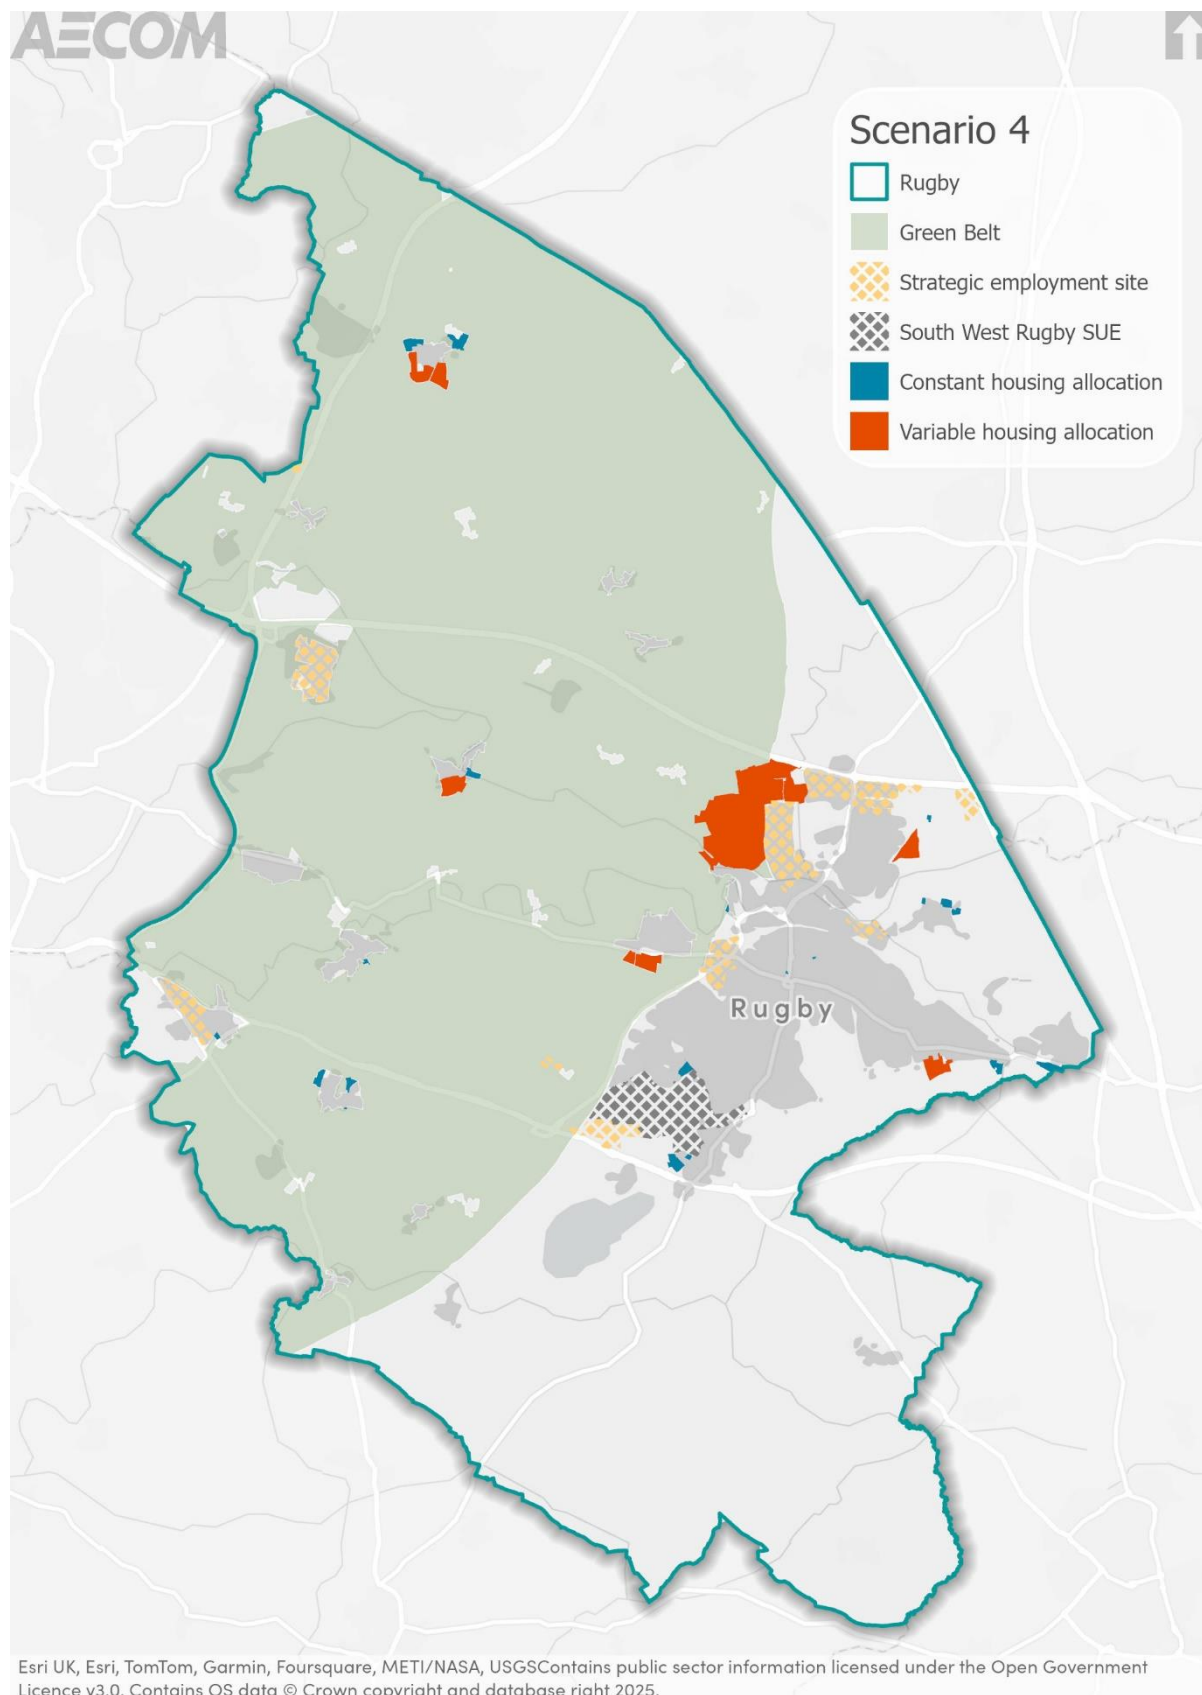 AECOM
Scenario 4
Rugby
Green Belt
Strategic employment site
South West Rugby SUE
Constant housing allocation
Variable housing allocation
Rugby
Esri UK, Esri, TomTom, Garmin, Foursquare, METI/NASA, USGSContains public sector information licensed under the Open Government
Licence v3.0. Contains OS data © Crown copyright and database right 2025.